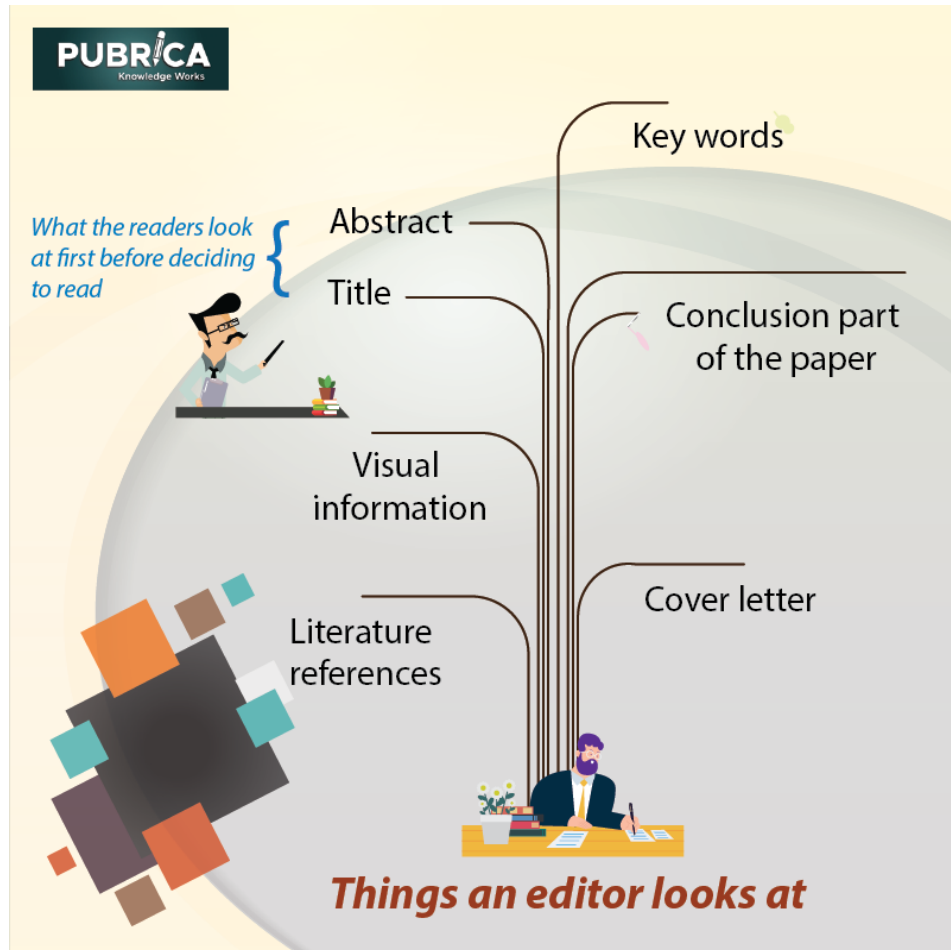 PUBRICA
Knowledge Works
Key words
What the readers look
at first before deciding
to read
Abstract
Title
Conclusion part
of the paper
Visual
information
Cover letter
Literature
references
Things an editor looks at